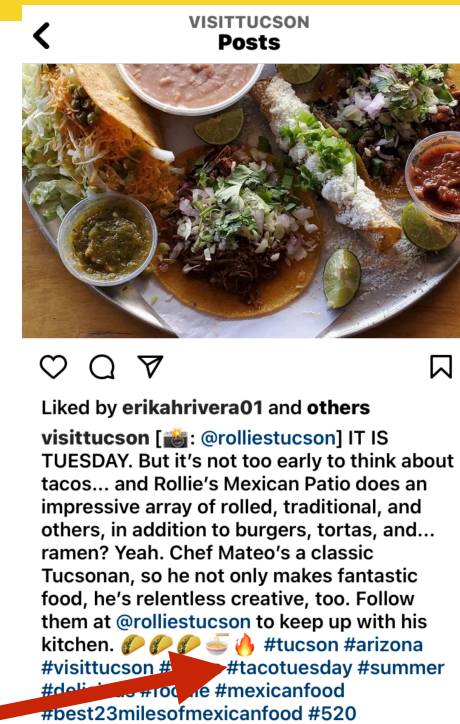 VISITTUCSON
Posts
Liked by erikahrivera01 and others
visittucson [📸: @rolliestucson] IT IS
TUESDAY. But it's not too early to think about
tacos... and Rollie's Mexican Patio does an
impressive array of rolled, traditional, and
others, in addition to burgers, tortas, and...
ramen? Yeah. Chef Mateo's a classic
Tucsonan, so he not only makes fantastic
food, he's relentless creative, too. Follow
them at @rolliestucson to keep up with his
kitchen. 🌮🌮🌮🍜🔥 #tucson #arizona
#visittucson #tacotuesday #summer
#mexicanfood
#best23milesofmexicanfood #520